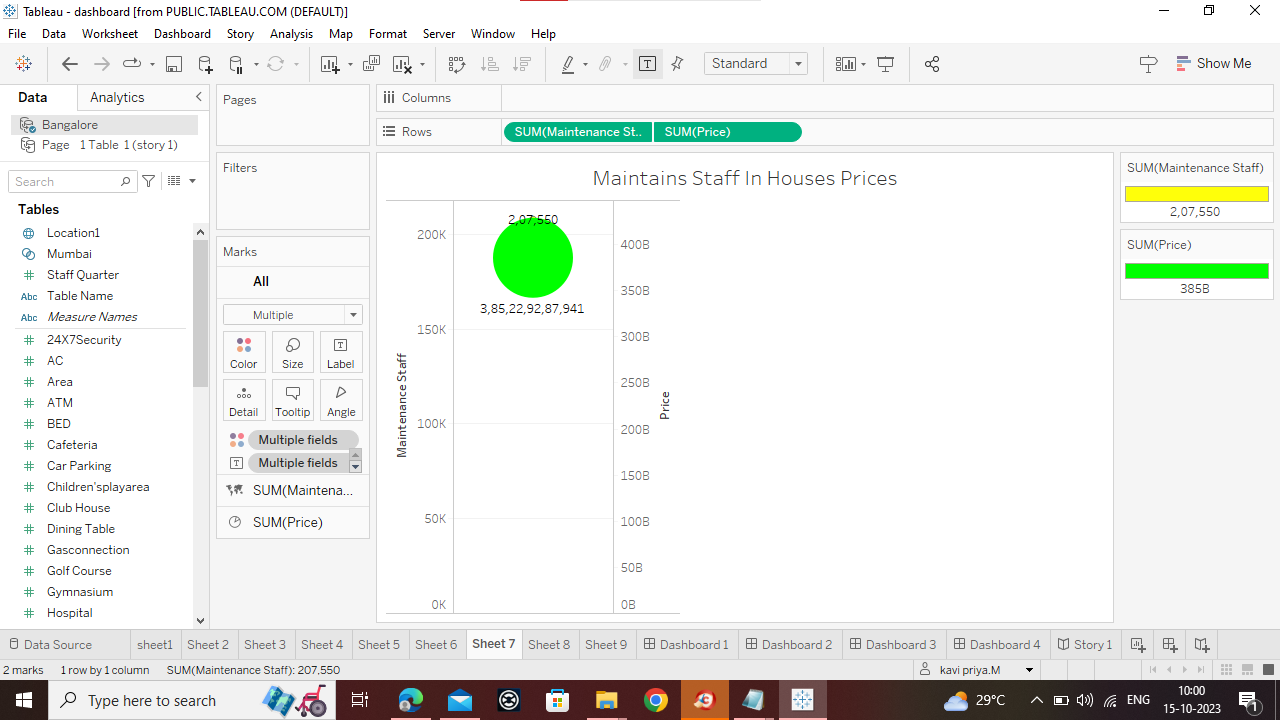 Tableau - dashboard [from PUBLIC.TABLEAU.COM (DEFAULT)]
File Data Worksheet Dashboard Story Analysis Map Format Server Window Help
Standard
Show Me
Data Analytics
Bangalore
Page 1 Table 1 (story 1)
Search
Tables
Location1
Mumbai
Staff Quarter
Abc Table Name
Abc Measure Names
24X7Security
AC
Area
ATM
BED
Cafeteria
Car Parking
Children'splayarea
Club House
Dining Table
Gasconnection
Golf Course
Gymnasium
Hospital
Pages
Filters
Marks
All
Multiple
Color Size Label
Detail Tooltip Angle
Multiple fields
Multiple fields
SUM(Maintena...
SUM(Price)
Columns
Rows SUM(Maintenance St.. SUM(Price)
Maintains Staff In Houses Prices
2,07,550
3,85,22,92,87,941
Maintenance Staff
200K
150K
100K
50K
0K
400B
350B
300B
250B
200B
150B
100B
50B
0B
Price
SUM(Maintenance Staff)
2,07,550
SUM(Price)
385B
Data Source sheet1 Sheet 2 Sheet 3 Sheet 4 Sheet 5 Sheet 6 Sheet 7 Sheet 8 Sheet 9 Dashboard 1 Dashboard 2 Dashboard 3 Dashboard 4 Story 1
2 marks 1 row by 1 column SUM(Maintenance Staff): 207,550 kavi priya.M
Type here to search
29°C
ENG
10:00
15-10-2023
1